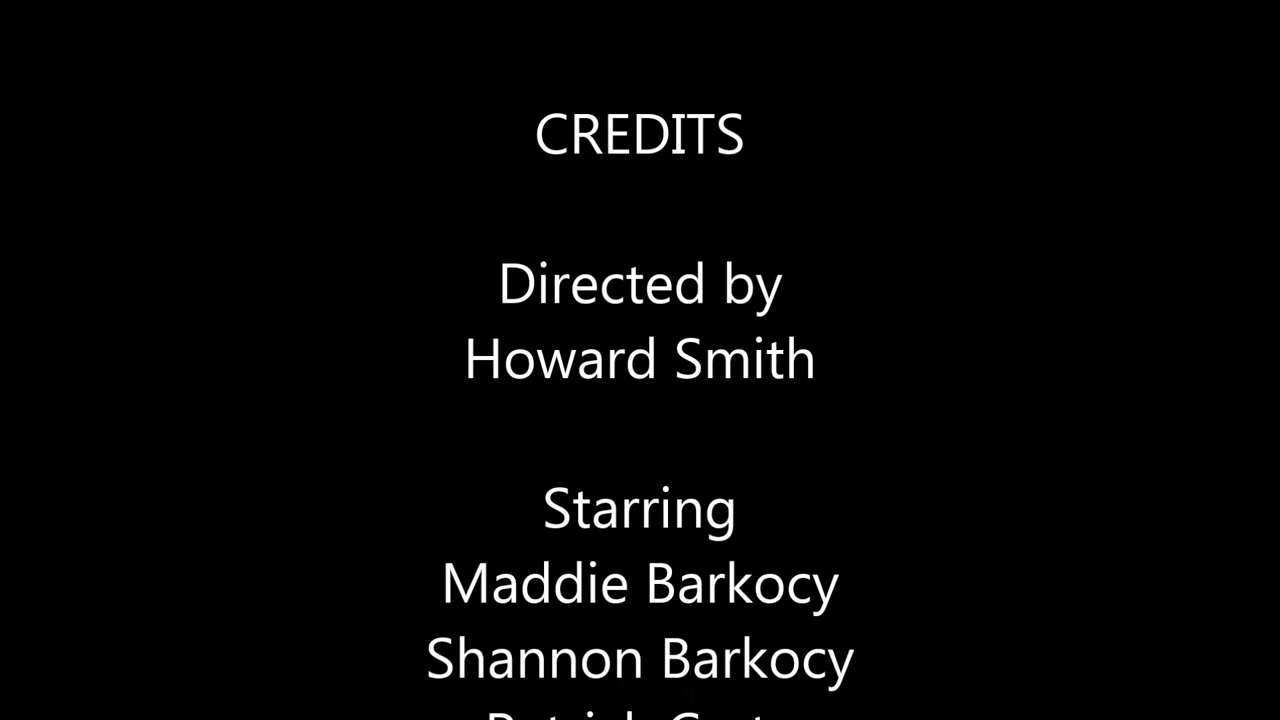 CREDITS
Directed by
Howard Smith
Starring
Maddie Barkocy
Shannon Barkocy